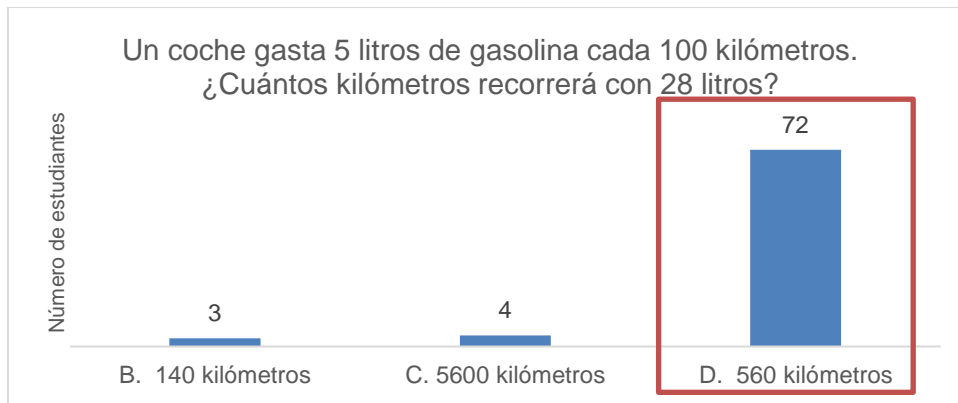 Un coche gasta 5 litros de gasolina cada 100 kilómetros.
¿Cuántos kilómetros recorrerá con 28 litros?
Número de estudiantes
3
4
72
B.  140 kilómetros
C. 5600 kilómetros
D.  560 kilómetros